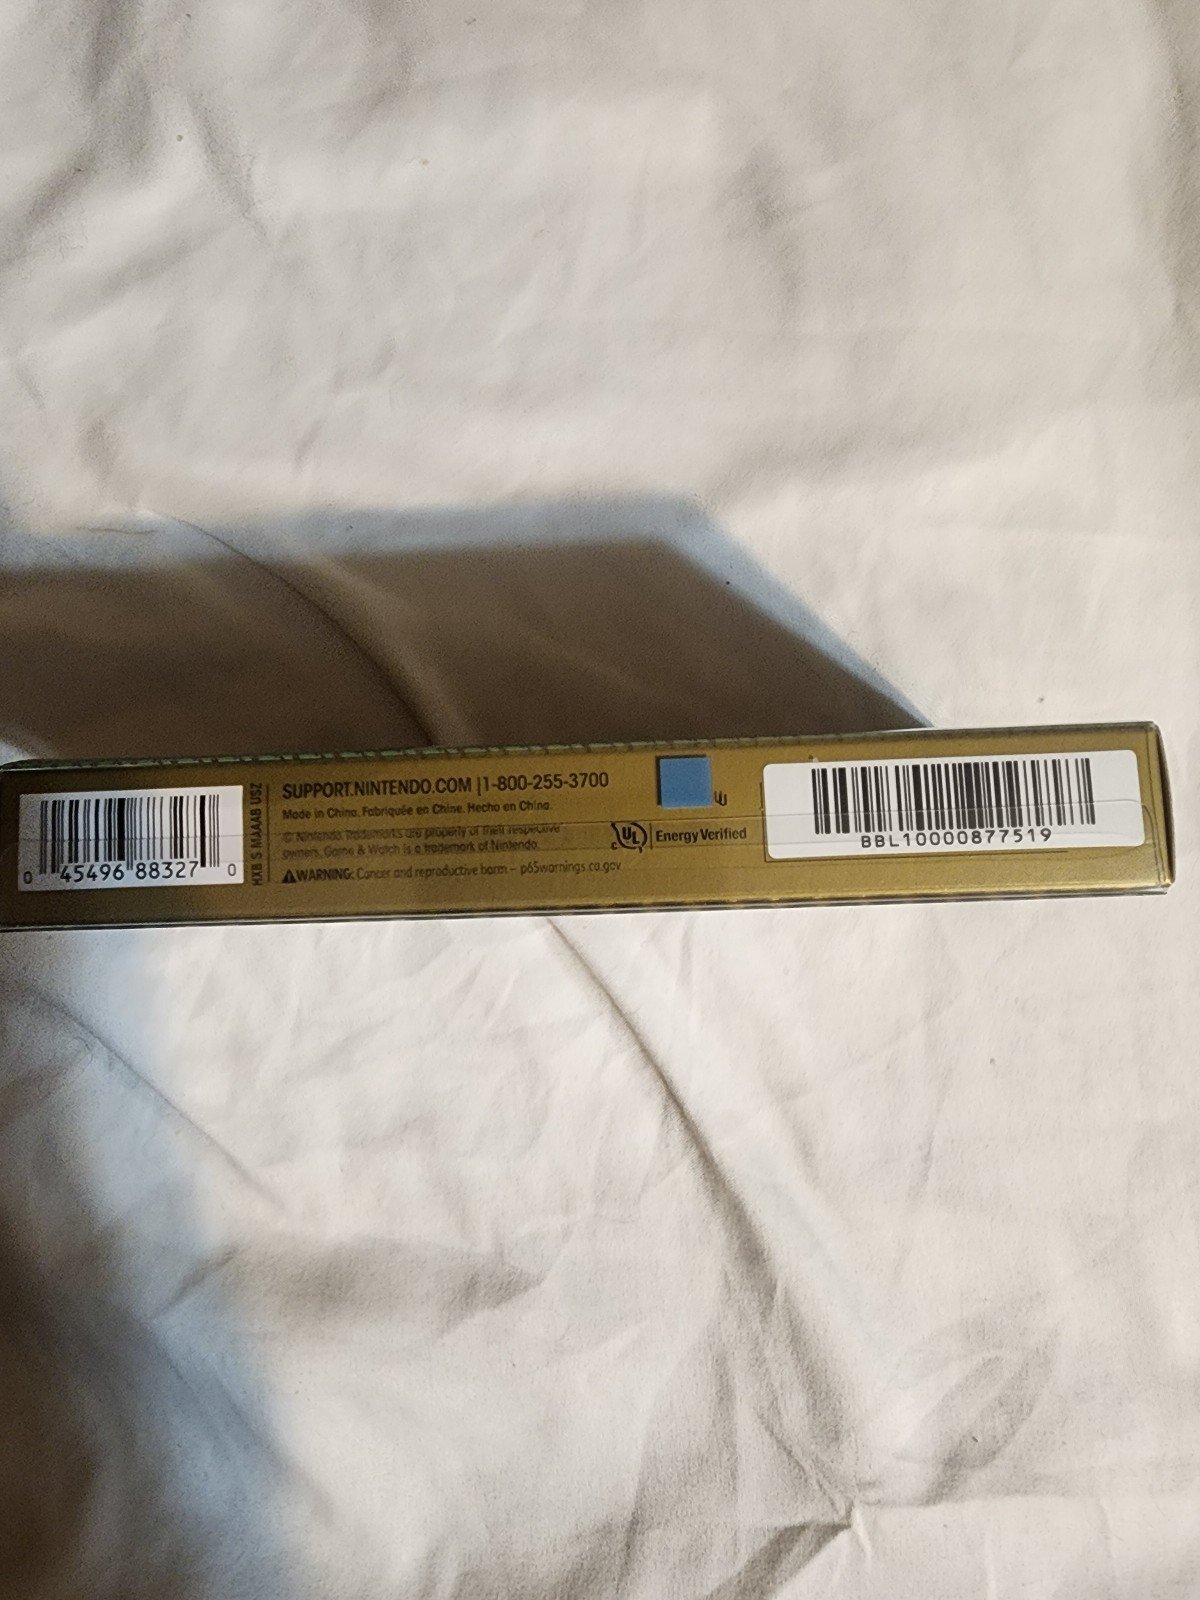 0 45496 88327 0
HXB S MAAAB USZ
SUPPORT.NINTENDO.COM | 1-800-255-3700
Made in China. Fabriquée en Chine. Hecho en China.
© Nintendo. Trademarks are property of their respective
owners. Game & Watch is a trademark of Nintendo.
⚠WARNING: Cancer and reproductive harm – p65warnings.ca.gov
c UL Energy Verified
BBL10000877519